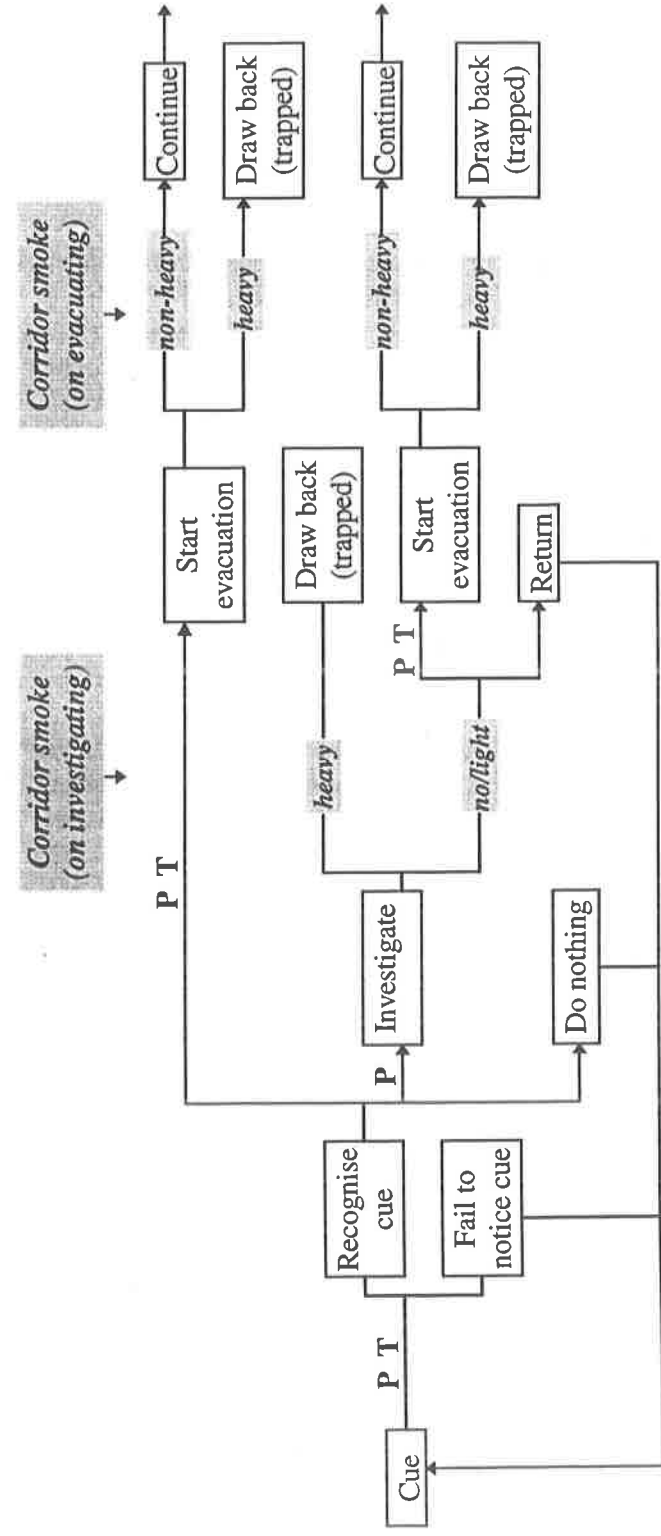 Corridor smoke
(on investigating)
Corridor smoke
(on evacuating)
P T
Start
evacuation
non-heavy
Continue
heavy
Draw back
(trapped)
heavy
Draw back
(trapped)
Cue
P T
Recognise
cue
Fail to
notice cue
P
Investigate
Do nothing
no/light
P T
Start
evacuation
Return
non-heavy
Continue
heavy
Draw back
(trapped)